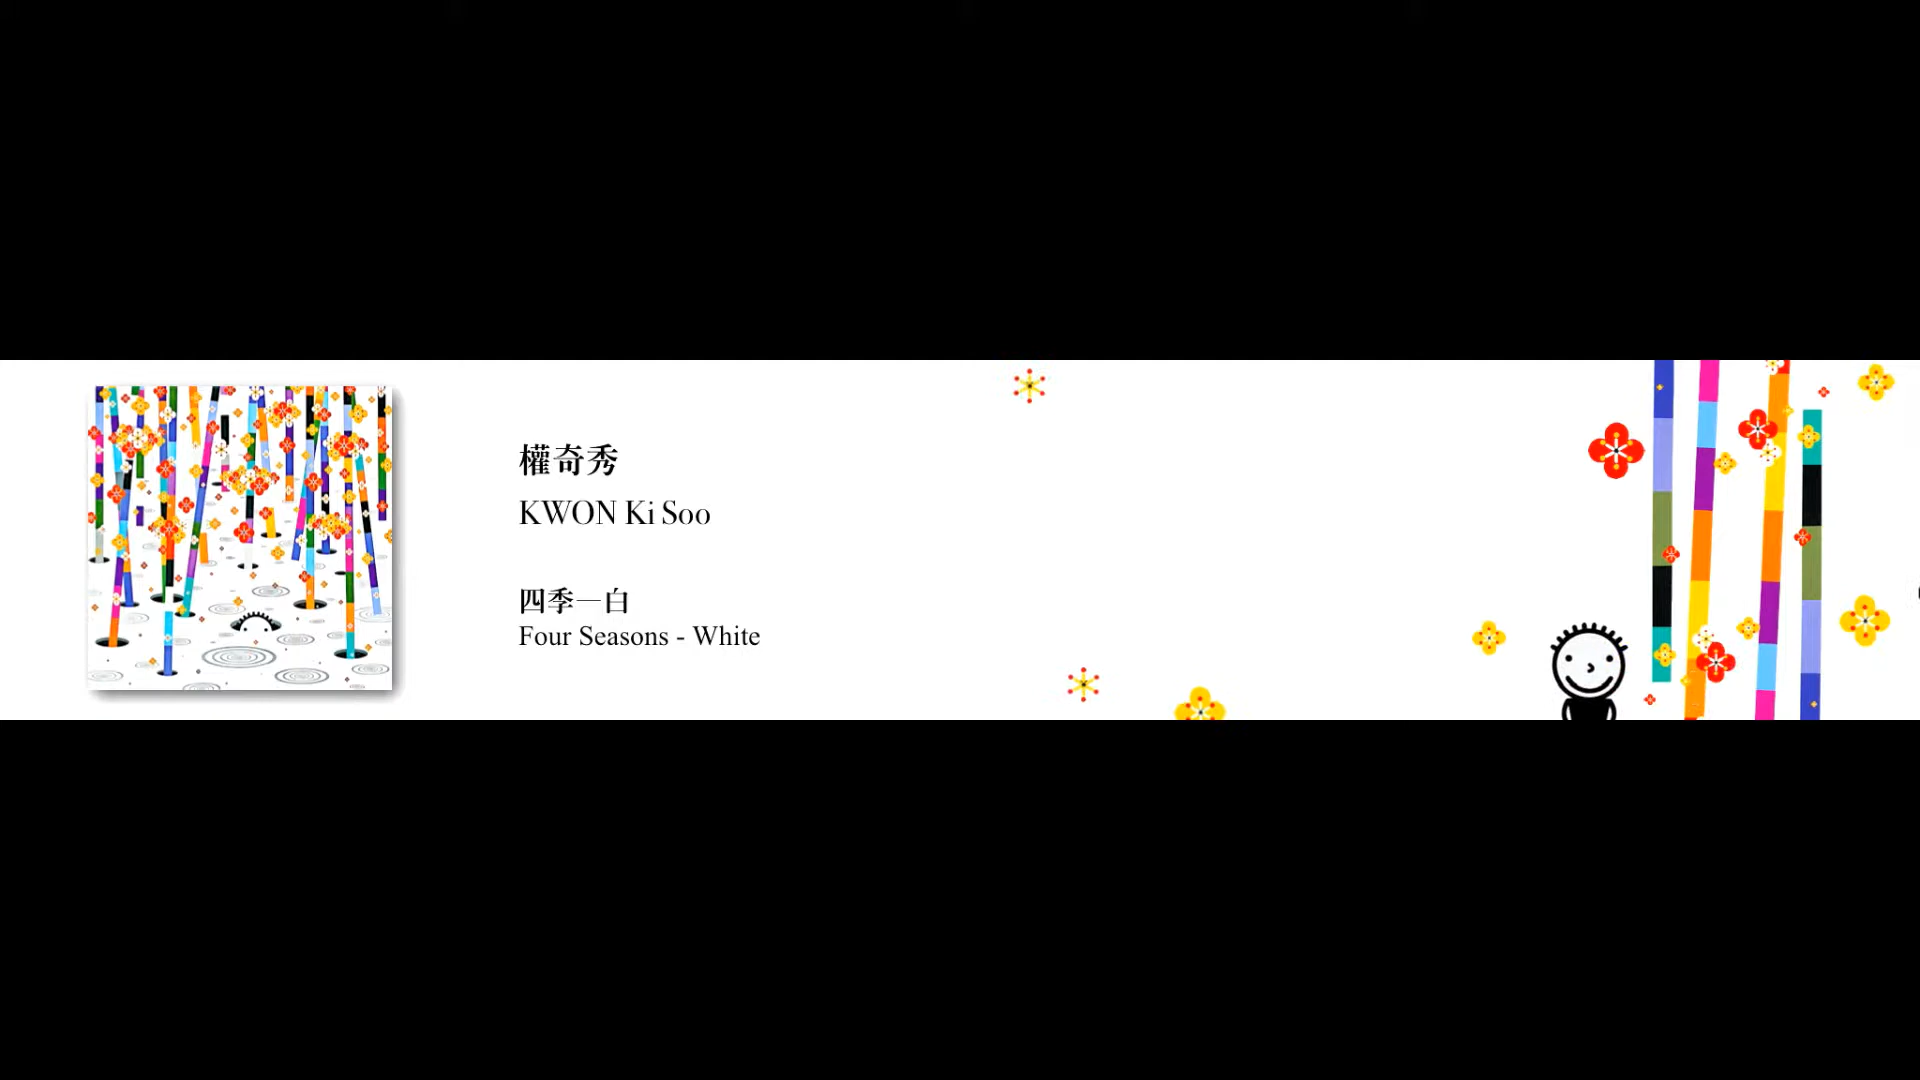 權奇秀
KWON Ki Soo
四季—白
Four Seasons - White